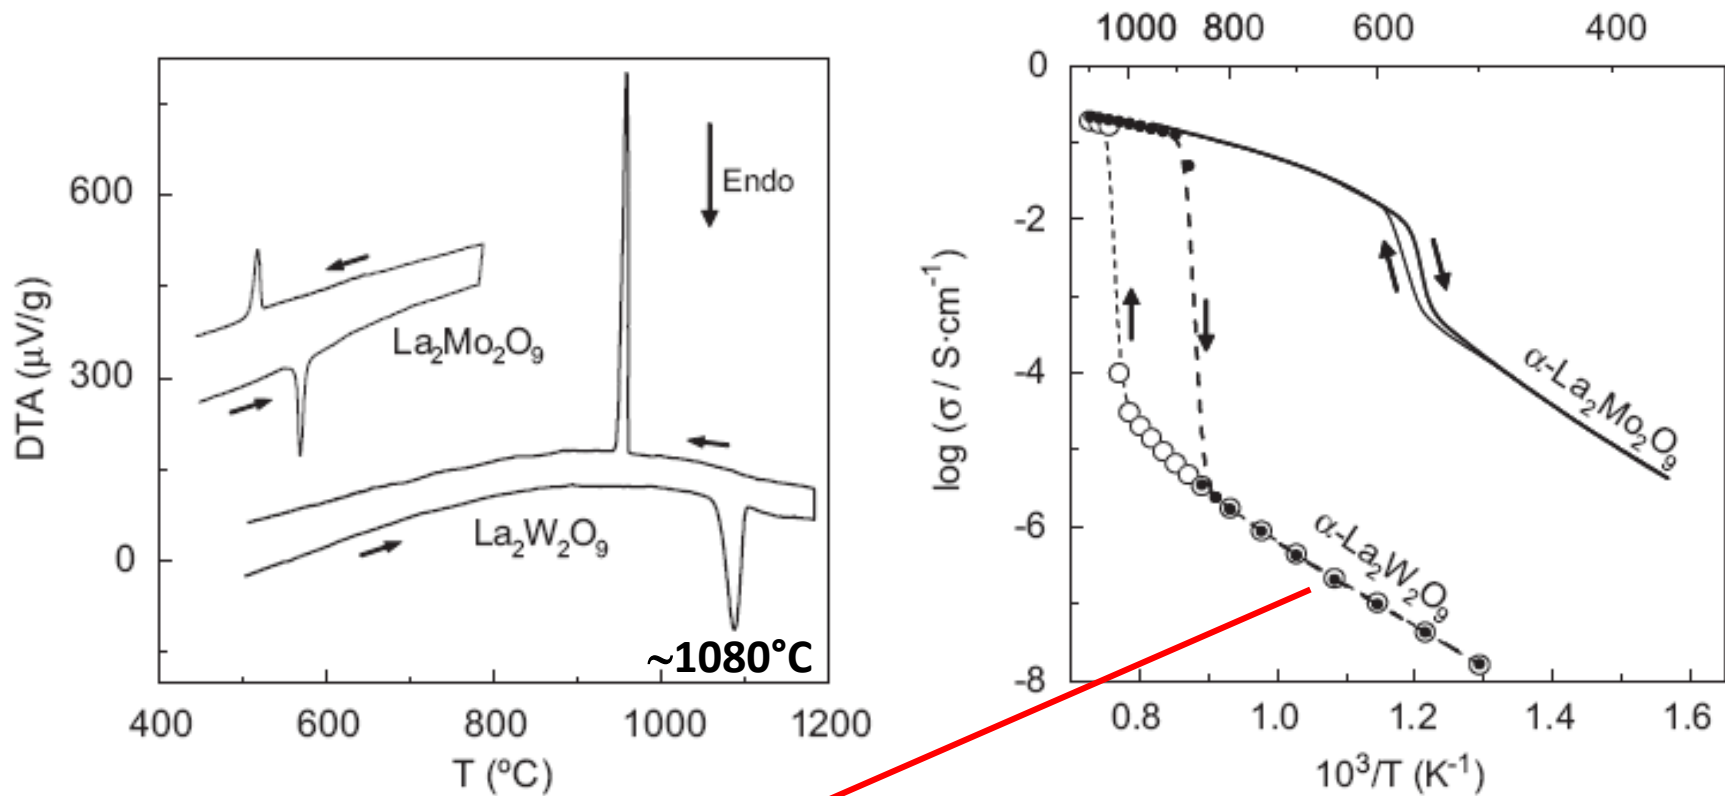 600
300
0
DTA (μV/g)
Endo
La₂Mo₂O₉
La₂W₂O₉
~1080°C
400 600 800 1000 1200
T (ºC)
1000 800 600 400
0
-2
-4
-6
-8
log (σ / S·cm⁻¹)
α-La₂Mo₂O₉
α-La₂W₂O₉
0.8 1.0 1.2 1.4 1.6
10³/T (K⁻¹)